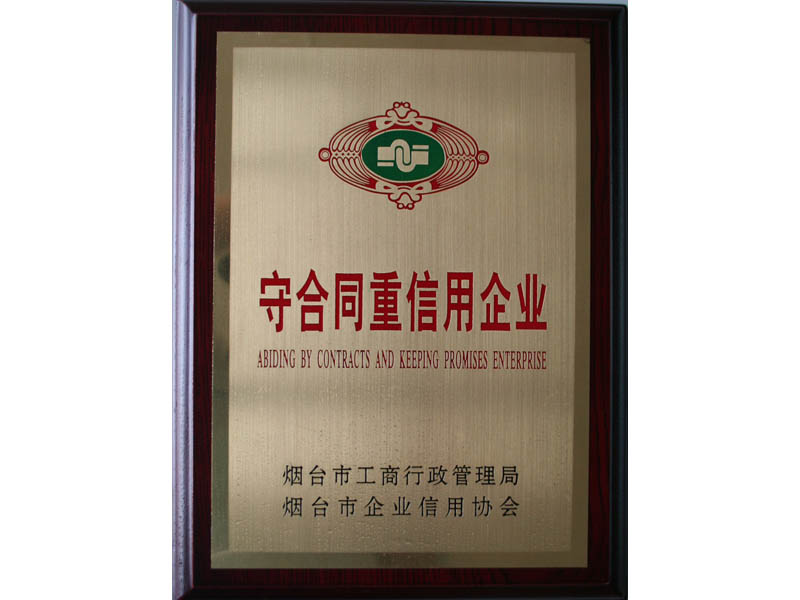 守合同重信用企业
ABIDING BY CONTRACTS AND KEEPING PROMISES ENTERPRISE
烟台市工商行政管理局
烟台市企业信用协会